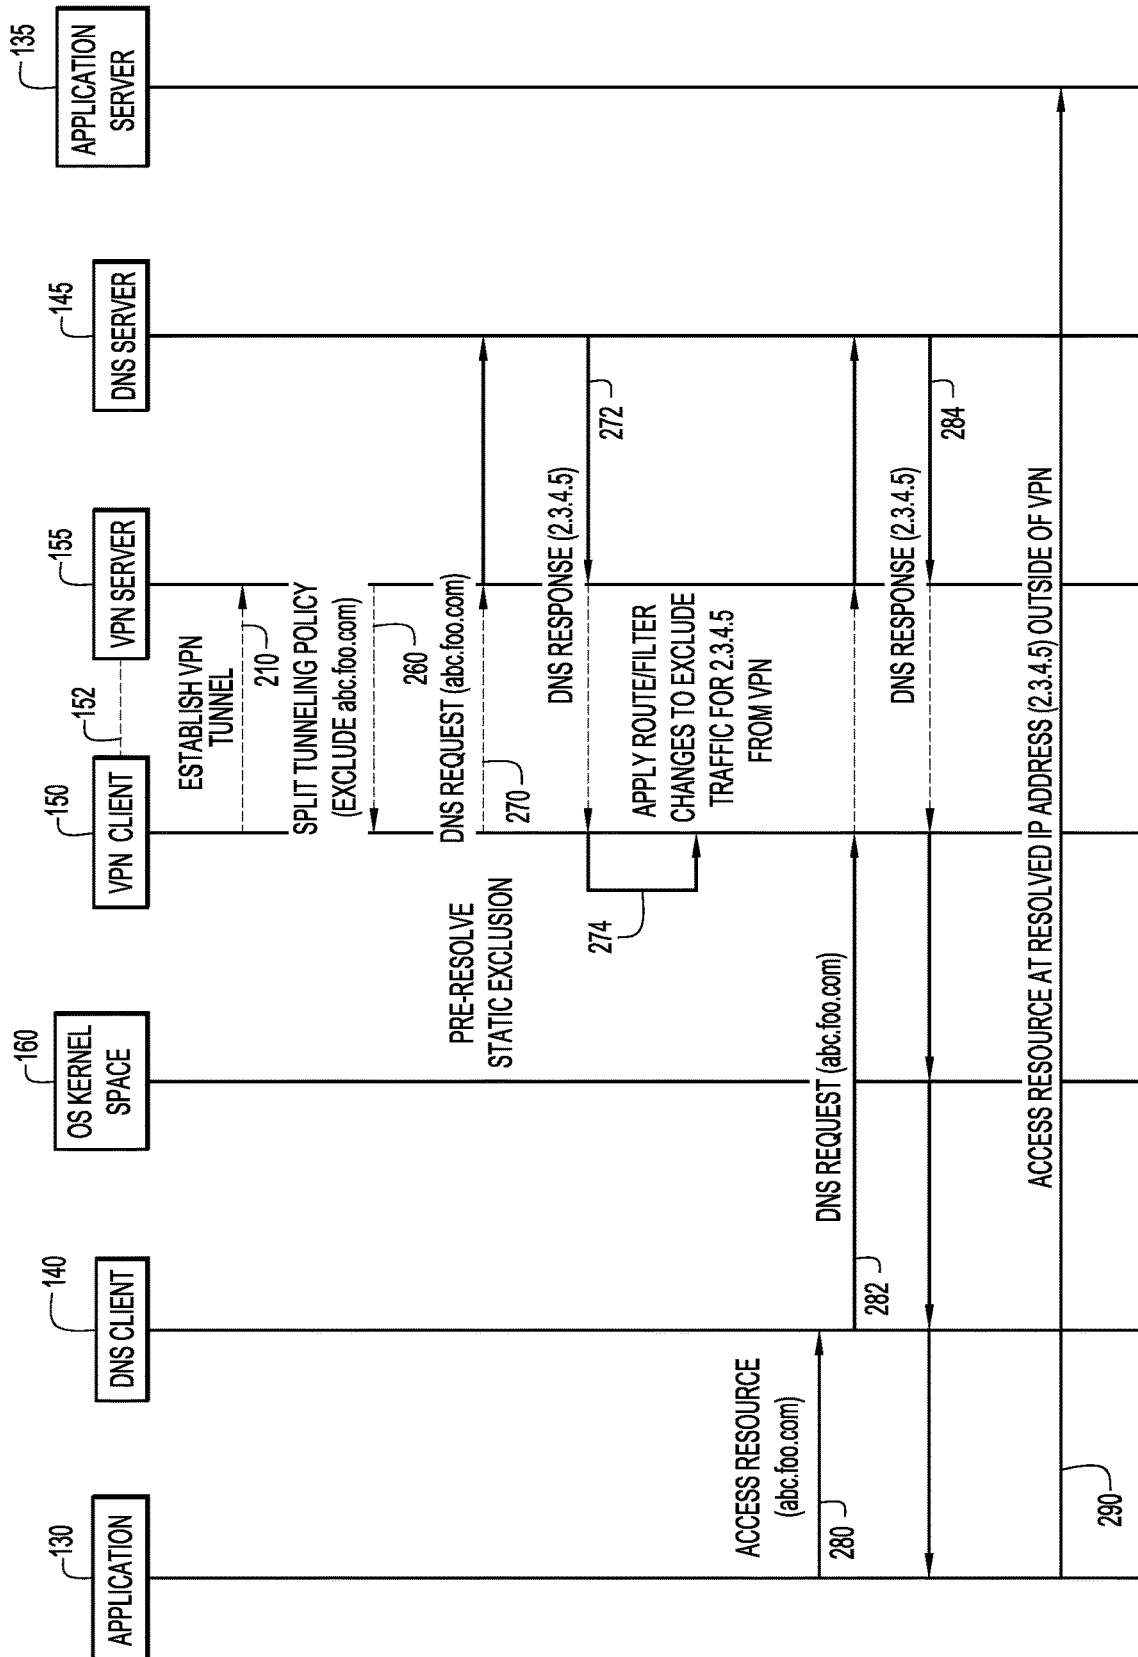 130
APPLICATION
140
DNS CLIENT
160
OS KERNEL
SPACE
150
VPN CLIENT
152
155
VPN SERVER
145
DNS SERVER
135
APPLICATION
SERVER
ESTABLISH VPN
TUNNEL
210
SPLIT TUNNELING POLICY
(EXCLUDE abc.foo.com)
260
PRE-RESOLVE
STATIC EXCLUSION
DNS REQUEST (abc.foo.com)
270
DNS RESPONSE (2.3.4.5)
272
274
APPLY ROUTE/FILTER
CHANGES TO EXCLUDE
TRAFFIC FOR 2.3.4.5
FROM VPN
ACCESS RESOURCE
(abc.foo.com)
280
DNS REQUEST (abc.foo.com)
282
DNS RESPONSE (2.3.4.5)
284
ACCESS RESOURCE AT RESOLVED IP ADDRESS (2.3.4.5) OUTSIDE OF VPN
290